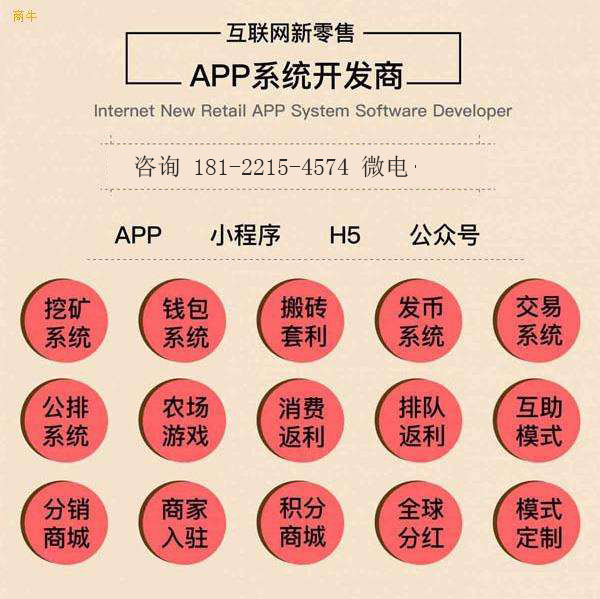 商牛
互联网新零售
APP系统开发商
Internet New Retail APP System Software Developer
咨询 181-2215-4574 微电
APP 小程序 H5 公众号
挖矿 钱包 搬砖 发币 交易
系统 系统 套利 系统 系统
公排 农场 消费 排队 互助
系统 游戏 返利 返利 模式
分销 商家 积分 全球 模式
商城 入驻 商城 分红 定制